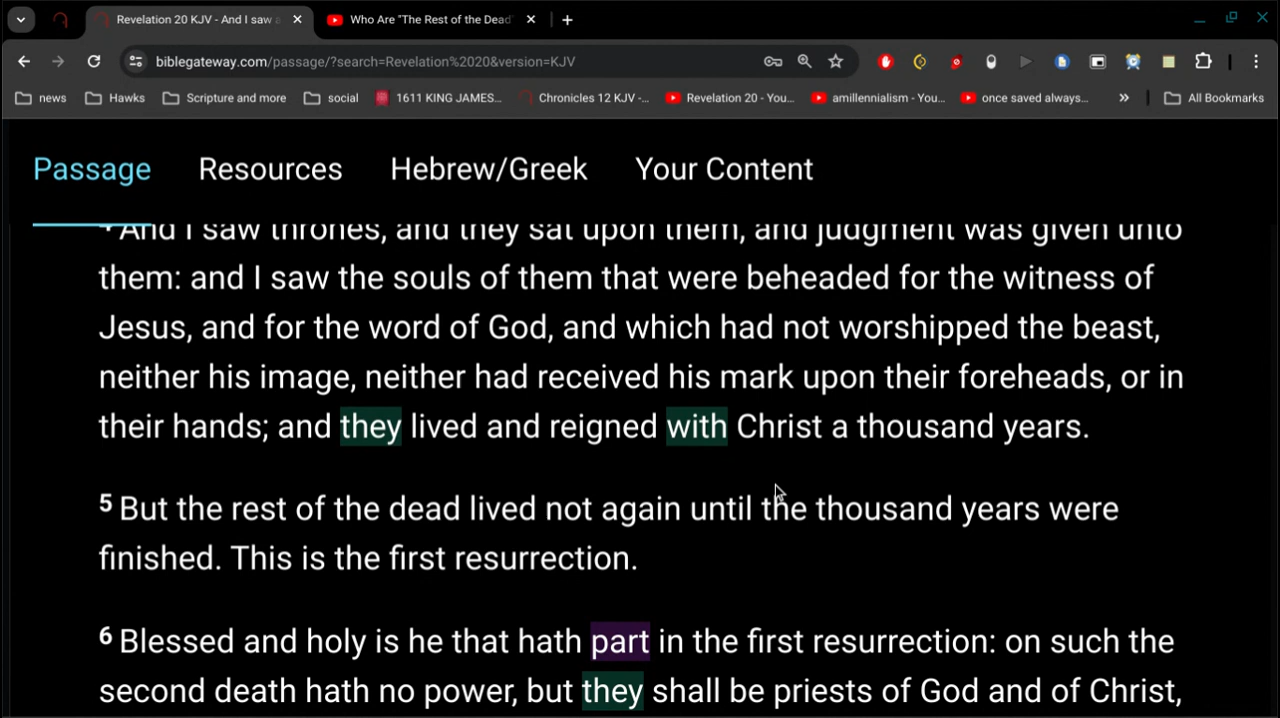 Revelation 20 KJV - And I saw a
Who Are "The Rest of the Dead"
biblegateway.com/passage/?search=Revelation%2020&version=KJV
news Hawks Scripture and more social 1611 KING JAMES... Chronicles 12 KJV -... Revelation 20 - You... amillennialism - You... once saved always... » All Bookmarks
Passage Resources Hebrew/Greek Your Content
4 And I saw thrones, and they sat upon them, and judgment was given unto
them: and I saw the souls of them that were beheaded for the witness of
Jesus, and for the word of God, and which had not worshipped the beast,
neither his image, neither had received his mark upon their foreheads, or in
their hands; and they lived and reigned with Christ a thousand years.
5 But the rest of the dead lived not again until the thousand years were
finished. This is the first resurrection.
6 Blessed and holy is he that hath part in the first resurrection: on such the
second death hath no power, but they shall be priests of God and of Christ,